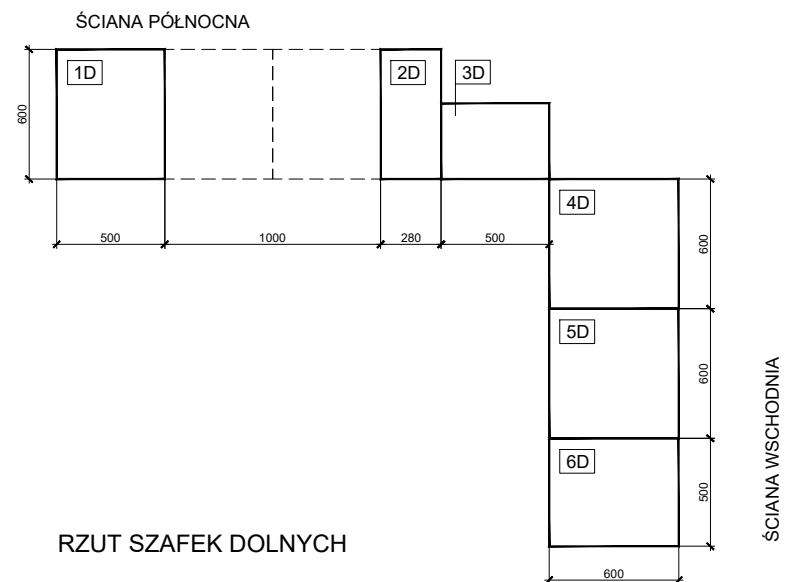 ŚCIANA PÓŁNOCNA
1D
2D
3D
600
500
1000
280
500
4D
600
5D
600
6D
500
600
ŚCIANA WSCHODNIA
RZUT SZAFEK DOLNYCH